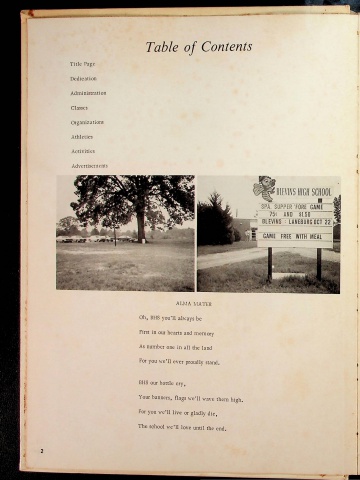 Table of Contents
Title Page
Dedication
Administration
Classes
Organizations
Athletics
Activities
Advertisements
BLEVINS HIGH SCHOOL
SPA. SUPPER 'FORE GAME
75¢ AND $1.50
BLEVINS - LANGBURG OCT 22
GAME FREE WITH MEAL
ALMA MATER
Oh, BHS you'll always be
First in our hearts and memory
As number one in all the land
For you we'll ever proudly stand.
BHS our battle cry,
Your banners, flags we'll wave them high.
For you we'll live or gladly die,
The school we'll love until the end.
2